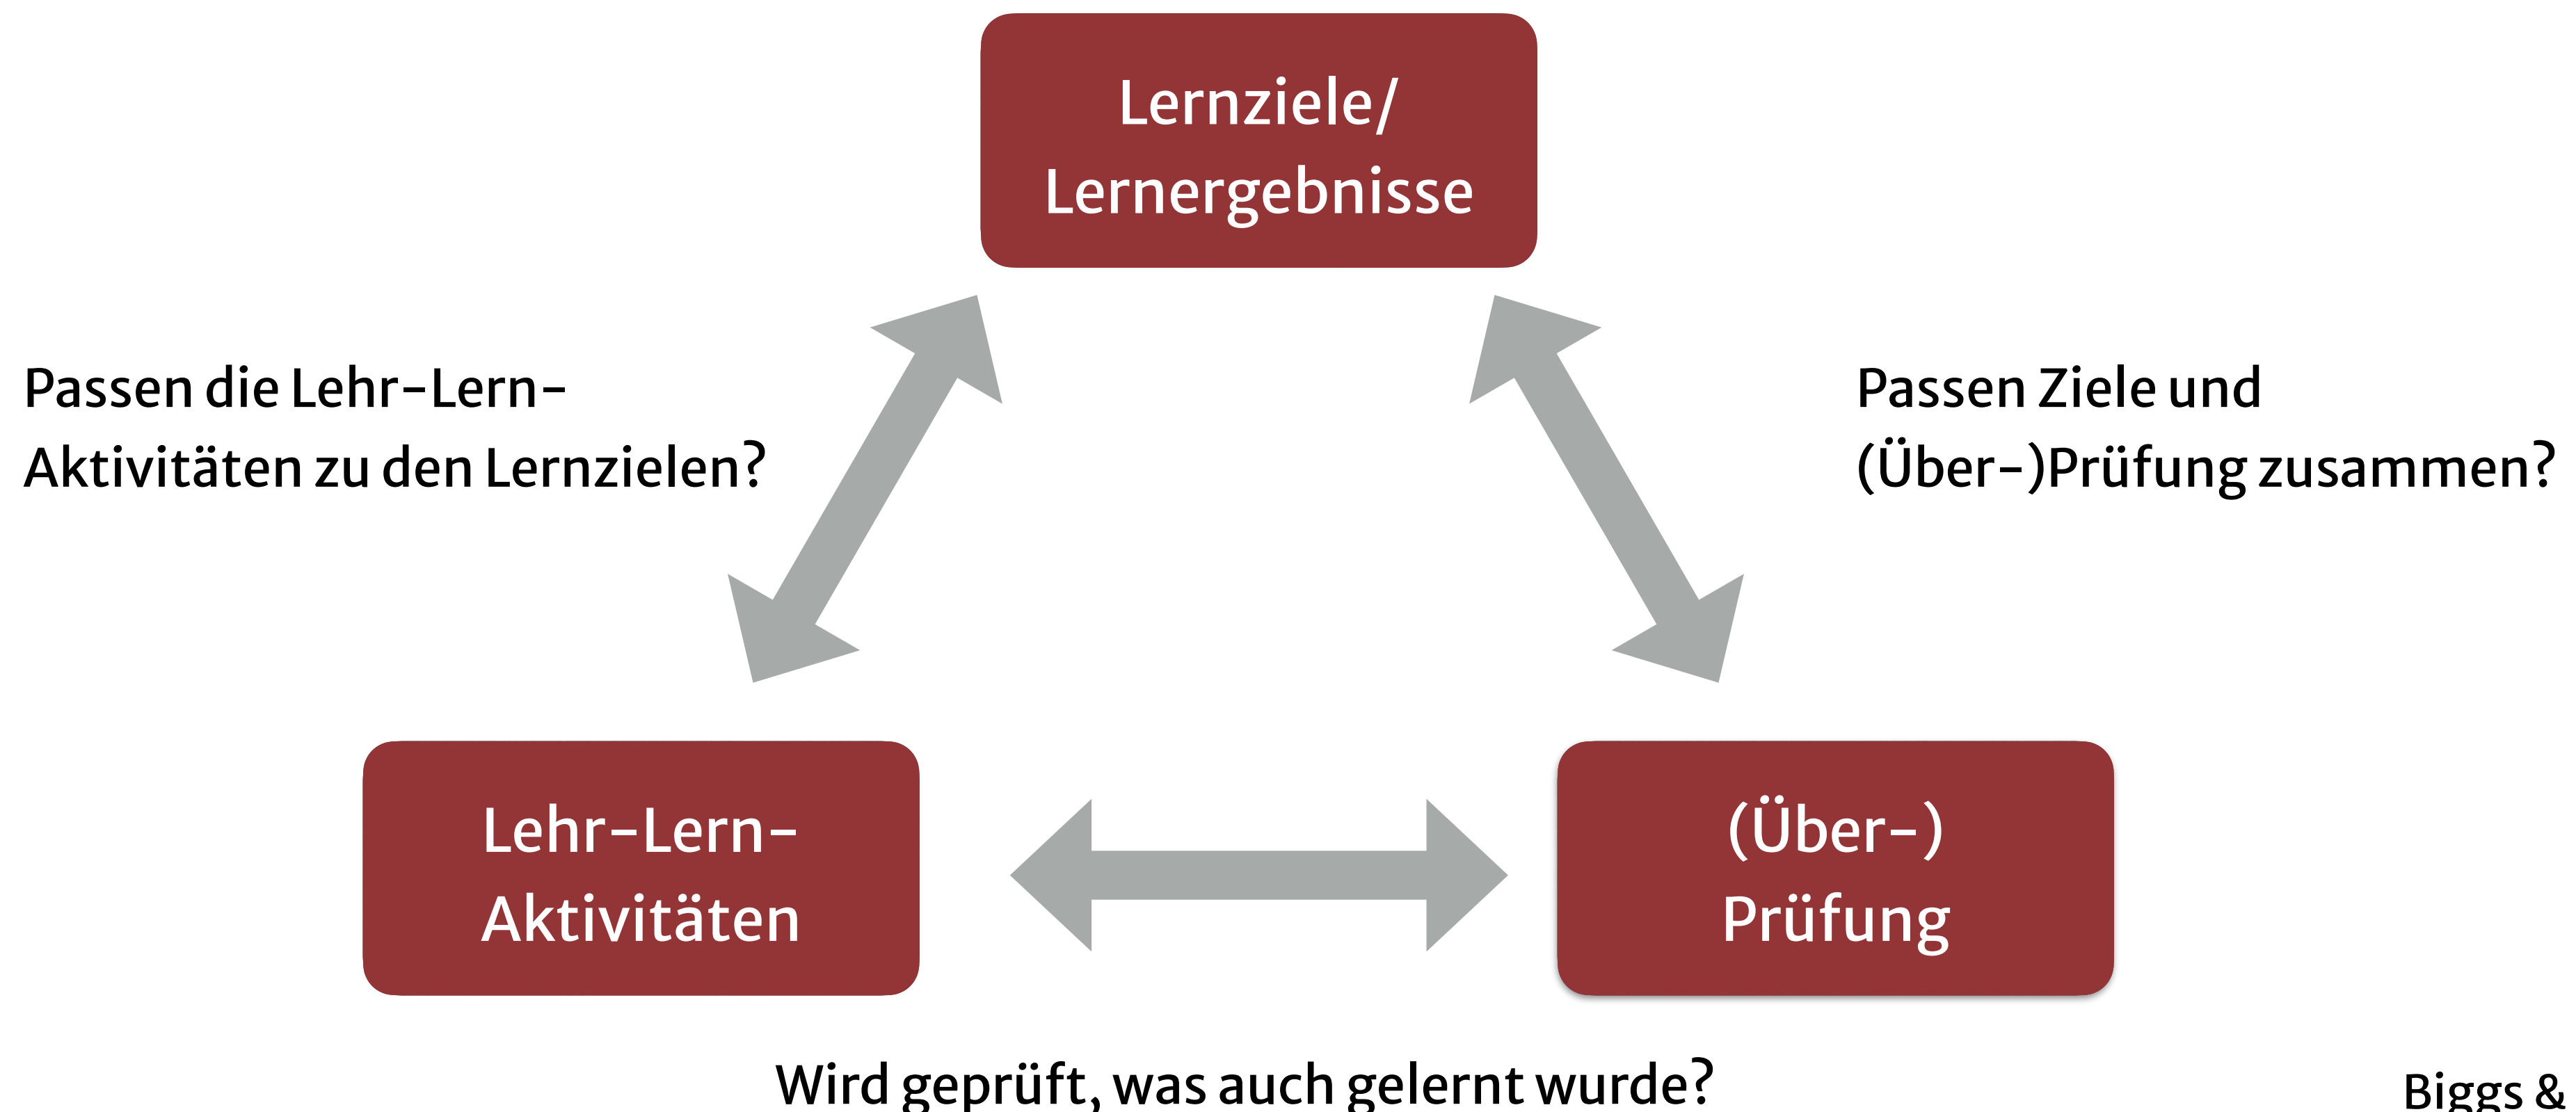 Lernziele/
Lernergebnisse
Passen die Lehr-Lern-
Aktivitäten zu den Lernzielen?
Passen Ziele und
(Über-)Prüfung zusammen?
Lehr-Lern-
Aktivitäten
(Über-)
Prüfung
Wird geprüft, was auch gelernt wurde?
Biggs &